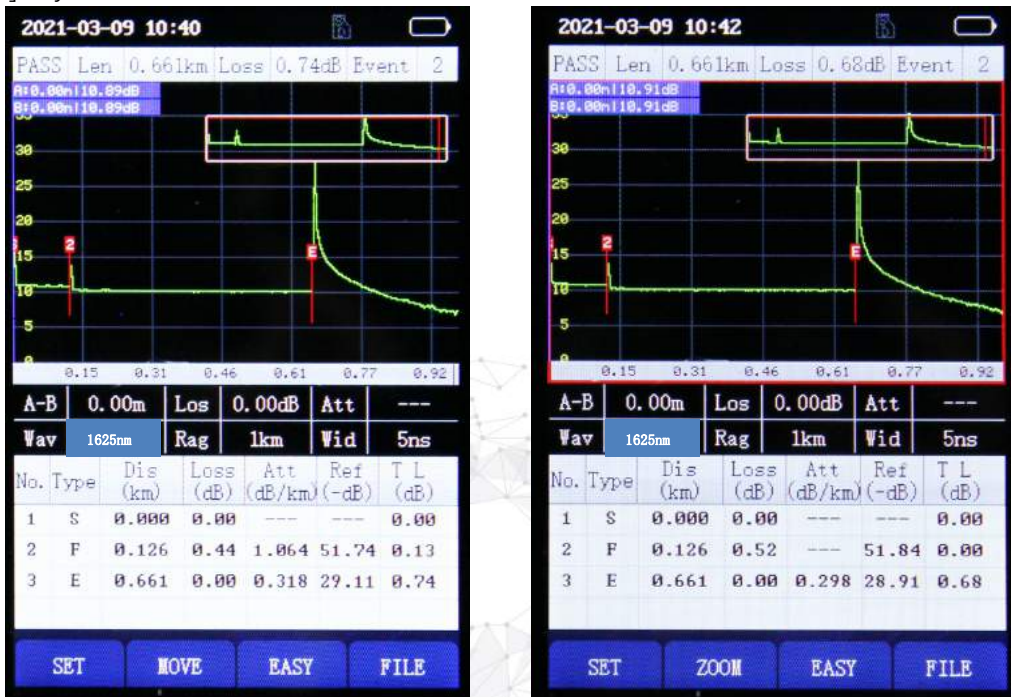 2021-03-09 10:40
PASS Len 0.661km Loss 0.74dB Event 2
A:0.00m|10.89dB
B:0.00m|10.89dB
30
25
20
2
E
15
10
5
0
0.15 0.31 0.46 0.61 0.77 0.92
A-B 0.00m Los 0.00dB Att ---
Wav 1625nm Rag 1km Wid 5ns
No. Type Dis (km) Loss (dB) Att (dB/km) Ref (-dB) T L (dB)
1 S 0.000 0.00 --- --- 0.00
2 F 0.126 0.44 1.064 51.74 0.13
3 E 0.661 0.00 0.318 29.11 0.74
SET MOVE EASY FILE
2021-03-09 10:42
PASS Len 0.661km Loss 0.68dB Event 2
A:0.00m|10.91dB
B:0.00m|10.91dB
30
25
20
2
E
15
10
5
0
0.15 0.31 0.46 0.61 0.77 0.92
A-B 0.00m Los 0.00dB Att ---
Wav 1625nm Rag 1km Wid 5ns
No. Type Dis (km) Loss (dB) Att (dB/km) Ref (-dB) T L (dB)
1 S 0.000 0.00 --- --- 0.00
2 F 0.126 0.52 --- 51.84 0.00
3 E 0.661 0.00 0.298 28.91 0.68
SET ZOOM EASY FILE